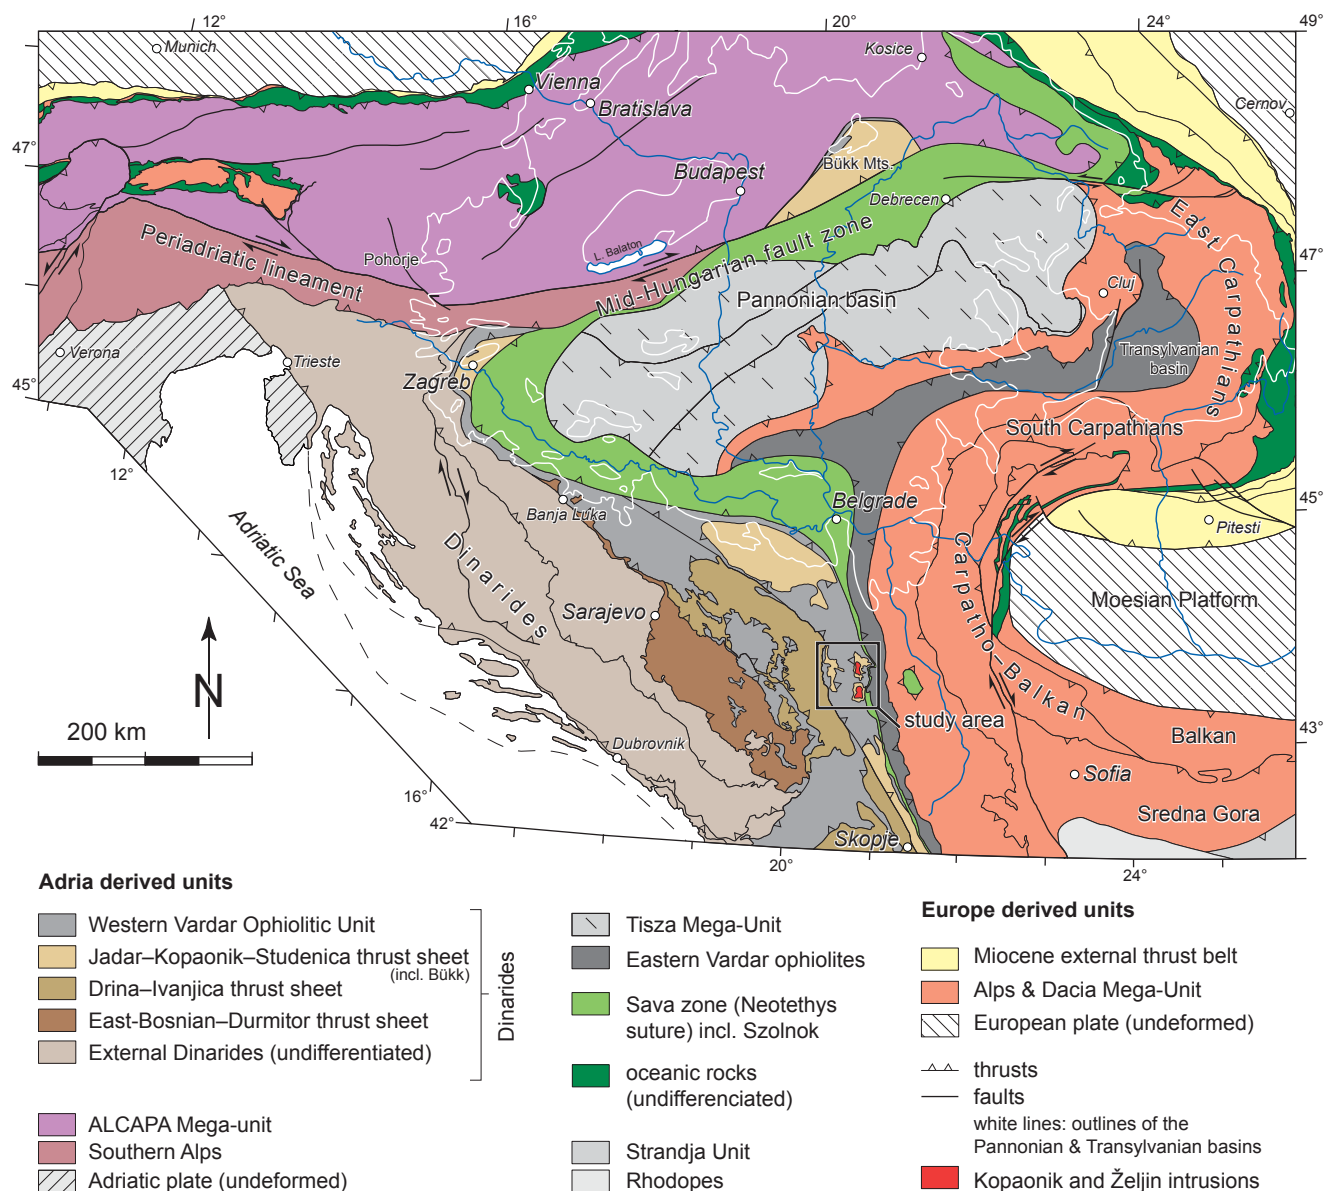 12°
16°
20°
24°
49°
Munich
Kosice
Vienna
Bratislava
Cernov
47°
Bükk Mts.
Budapest
Debrecen
East Carpathians
Periadriatic lineament
Pohorje
L. Balaton
Mid-Hungarian fault zone
47°
Pannonian basin
Cluj
Verona
Trieste
Transylvanian
basin
45°
Zagreb
South Carpathians
12°
Banja Luka
Belgrade
45°
Pitesti
Adriatic Sea
Dinarides
Carpatho–Balkan
Sarajevo
Moesian Platform
N
study area
200 km
Dubrovnik
Balkan
43°
Sofia
16°
Sredna Gora
42°
Skopje
20°
24°
Adria derived units
Western Vardar Ophiolitic Unit
Jadar–Kopaonik–Studenica thrust sheet
(incl. Bükk)
Drina–Ivanjica thrust sheet
East-Bosnian–Durmitor thrust sheet
External Dinarides (undifferentiated)
Dinarides
ALCAPA Mega-unit
Southern Alps
Adriatic plate (undeformed)
Tisza Mega-Unit
Eastern Vardar ophiolites
Sava zone (Neotethys
suture) incl. Szolnok
oceanic rocks
(undifferenciated)
Strandja Unit
Rhodopes
Europe derived units
Miocene external thrust belt
Alps & Dacia Mega-Unit
European plate (undeformed)
thrusts
faults
white lines: outlines of the
Pannonian & Transylvanian basins
Kopaonik and Željin intrusions